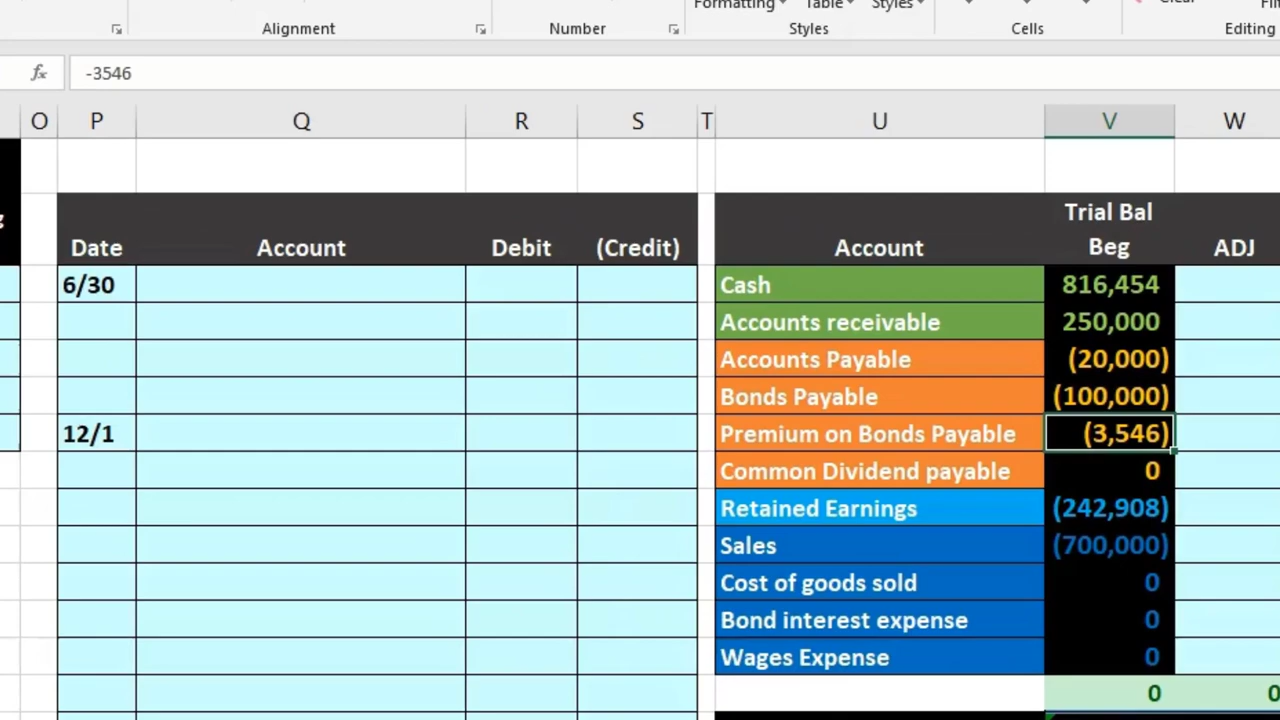 Formatting Table Styles Clear
Alignment Number Styles Cells Editing
fx -3546
O P Q R S T U V W
Trial Bal
Date Account Debit (Credit) Account Beg ADJ
6/30 Cash 816,454
Accounts receivable 250,000
Accounts Payable (20,000)
Bonds Payable (100,000)
12/1 Premium on Bonds Payable (3,546)
Common Dividend payable 0
Retained Earnings (242,908)
Sales (700,000)
Cost of goods sold 0
Bond interest expense 0
Wages Expense 0
0 0